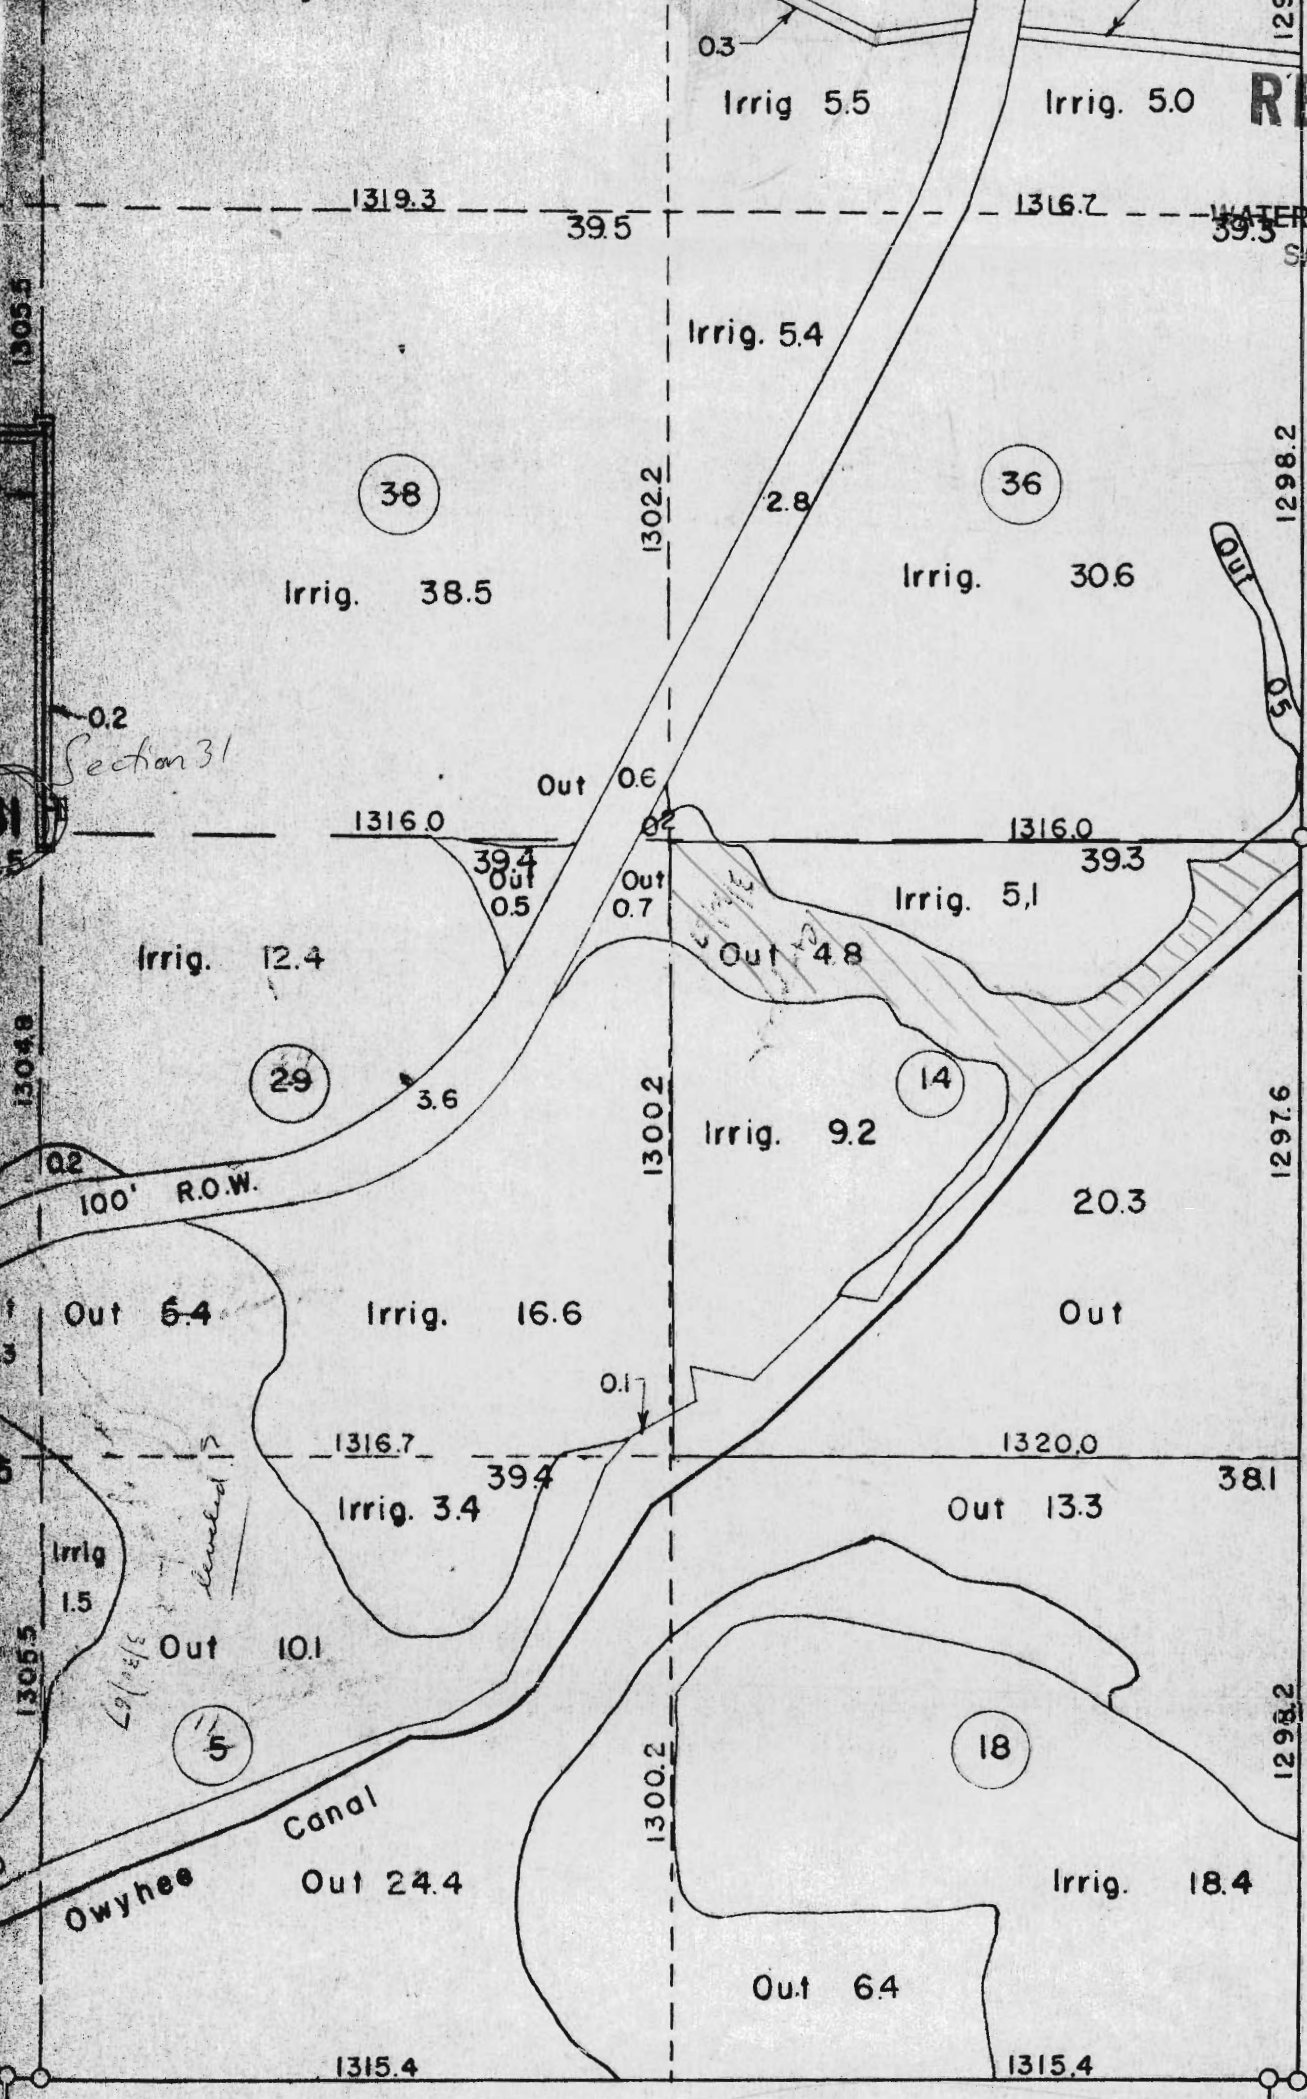 129
0.3
Irrig 5.5
Irrig. 5.0
RE
1319.3
39.5
1316.7
WATER
39.3
S
1305.5
Irrig. 5.4
38
1302.2
2.8
36
1298.2
Irrig. 38.5
Irrig. 30.6
Out
0.5
0.2
Section 31
Out 0.6
1316.0
0.2
1316.0
39.4
39.3
Out
0.5
Out
0.7
Irrig. 5.1
Irrig. 12.4
Out 4.8
1304.8
29
3.6
14
1300.2
Irrig. 9.2
1297.6
0.2
100' R.O.W.
20.3
Out 5.4
Irrig. 16.6
Out
0.1
1316.7
39.4
1320.0
38.1
Irrig. 3.4
Out 13.3
leveled
Irrig
1.5
Out 10.1
3/31/67
1305.5
5
18
1300.2
1298.2
Owyhee Canal
Out 24.4
Irrig. 18.4
Out 6.4
1315.4
1315.4